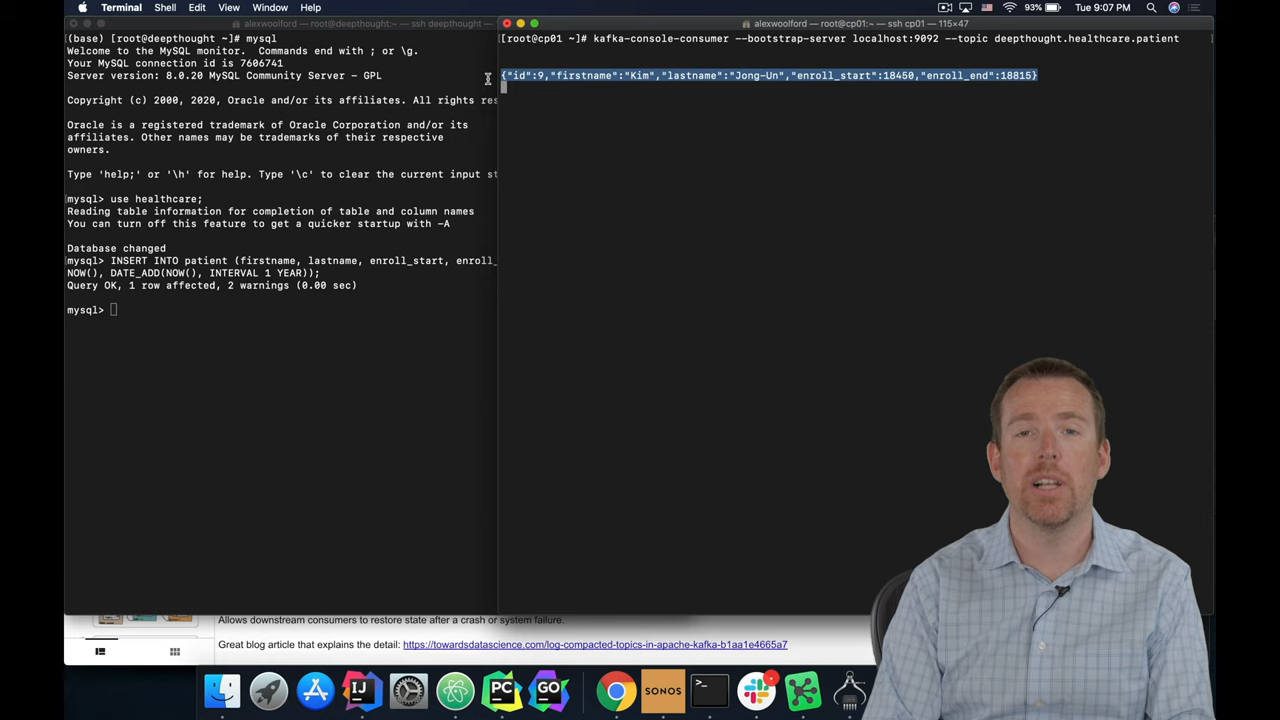 Terminal Shell Edit View Window Help 93% Tue 9:07 PM
alexwoolford — root@deepthought:~ — ssh deepthought
alexwoolford — root@cp01:~ — ssh cp01 — 115×47
(base) [root@deepthought ~]# mysql
Welcome to the MySQL monitor.  Commands end with ; or \g.
Your MySQL connection id is 7606741
Server version: 8.0.20 MySQL Community Server - GPL
Copyright (c) 2000, 2020, Oracle and/or its affiliates. All rights res
Oracle is a registered trademark of Oracle Corporation and/or its
affiliates. Other names may be trademarks of their respective
owners.
Type 'help;' or '\h' for help. Type '\c' to clear the current input st
mysql> use healthcare;
Reading table information for completion of table and column names
You can turn off this feature to get a quicker startup with -A
Database changed
mysql> INSERT INTO patient (firstname, lastname, enroll_start, enroll_
NOW(), DATE_ADD(NOW(), INTERVAL 1 YEAR));
Query OK, 1 row affected, 2 warnings (0.00 sec)
mysql>
[root@cp01 ~]# kafka-console-consumer --bootstrap-server localhost:9092 --topic deepthought.healthcare.patient
{"id":9,"firstname":"Kim","lastname":"Jong-Un","enroll_start":18450,"enroll_end":18815}
Allows downstream consumers to restore state after a crash or system failure.
Great blog article that explains the detail: https://towardsdatascience.com/log-compacted-topics-in-apache-kafka-b1aa1e4665a7
IJ
PC
GO
SONOS
>_